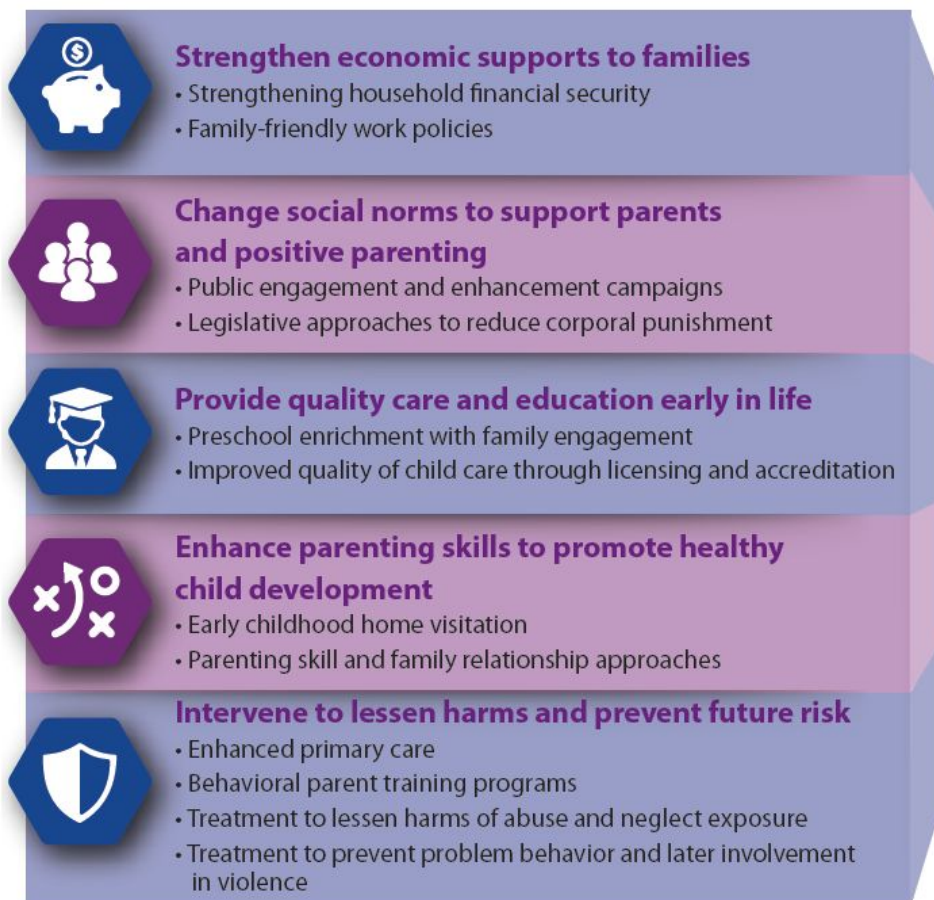 Strengthen economic supports to families
• Strengthening household financial security
• Family-friendly work policies
Change social norms to support parents
and positive parenting
• Public engagement and enhancement campaigns
• Legislative approaches to reduce corporal punishment
Provide quality care and education early in life
• Preschool enrichment with family engagement
• Improved quality of child care through licensing and accreditation
Enhance parenting skills to promote healthy
child development
• Early childhood home visitation
• Parenting skill and family relationship approaches
Intervene to lessen harms and prevent future risk
• Enhanced primary care
• Behavioral parent training programs
• Treatment to lessen harms of abuse and neglect exposure
• Treatment to prevent problem behavior and later involvement
in violence